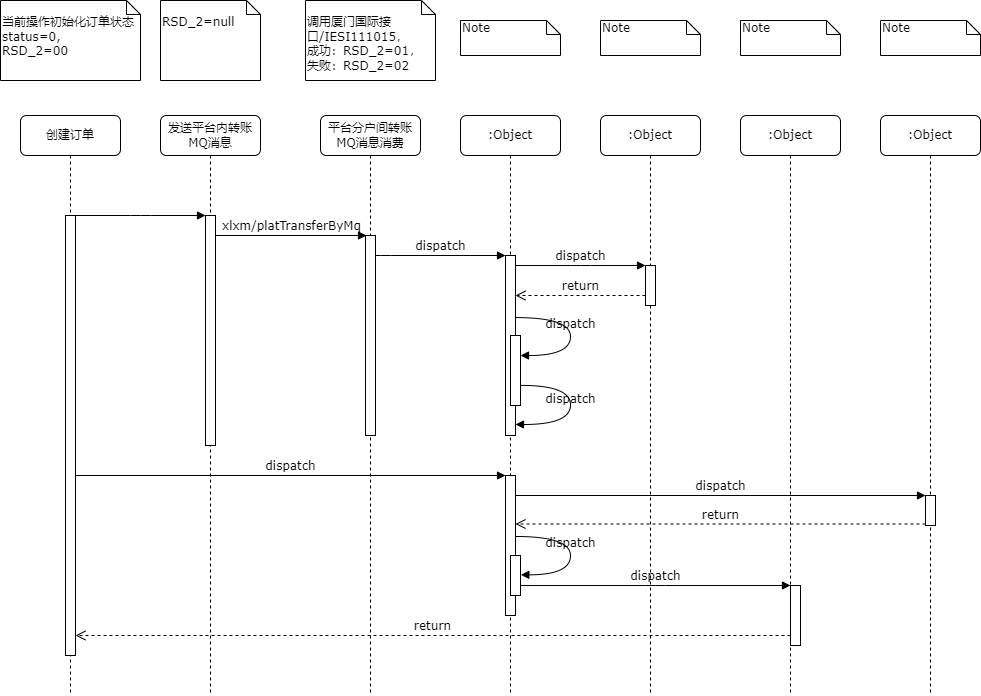 当前操作初始化订单状态
status=0,
RSD_2=00
RSD_2=null
调用厦门国际接
口/IESI111015,
成功：RSD_2=01,
失败：RSD_2=02
Note
Note
Note
Note
创建订单
发送平台内转账
MQ消息
平台分户间转账
MQ消息消费
:Object
:Object
:Object
:Object
xlxm/platTransferByMq
dispatch
dispatch
return
dispatch
dispatch
dispatch
dispatch
return
dispatch
dispatch
return